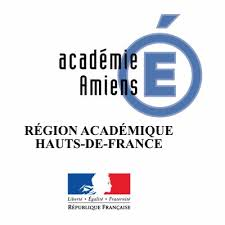 académie
Amiens
É
RÉGION ACADÉMIQUE
HAUTS-DE-FRANCE
Liberté • Égalité • Fraternité
RÉPUBLIQUE FRANÇAISE